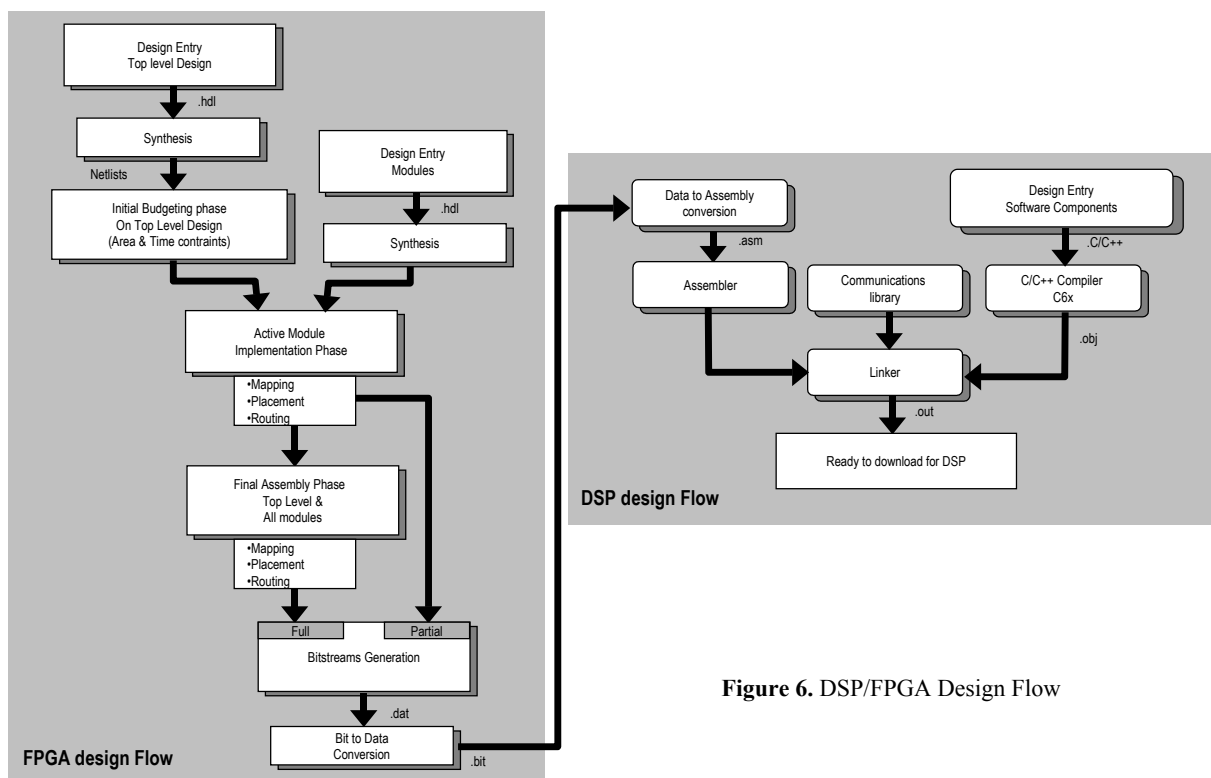 Design Entry
Top level Design
.hdl
Synthesis
Netlists
Initial Budgeting phase
On Top Level Design
(Area & Time contraints)
Design Entry
Modules
.hdl
Synthesis
Active Module
Implementation Phase
•Mapping
•Placement
•Routing
Final Assembly Phase
Top Level &
All modules
•Mapping
•Placement
•Routing
Full
Partial
Bitstreams Generation
.dat
Bit to Data
Conversion
.bit
FPGA design Flow
Data to Assembly
conversion
.asm
Assembler
Communications
library
Design Entry
Software Components
.C/C++
C/C++ Compiler
C6x
.obj
Linker
.out
Ready to download for DSP
DSP design Flow
Figure 6. DSP/FPGA Design Flow